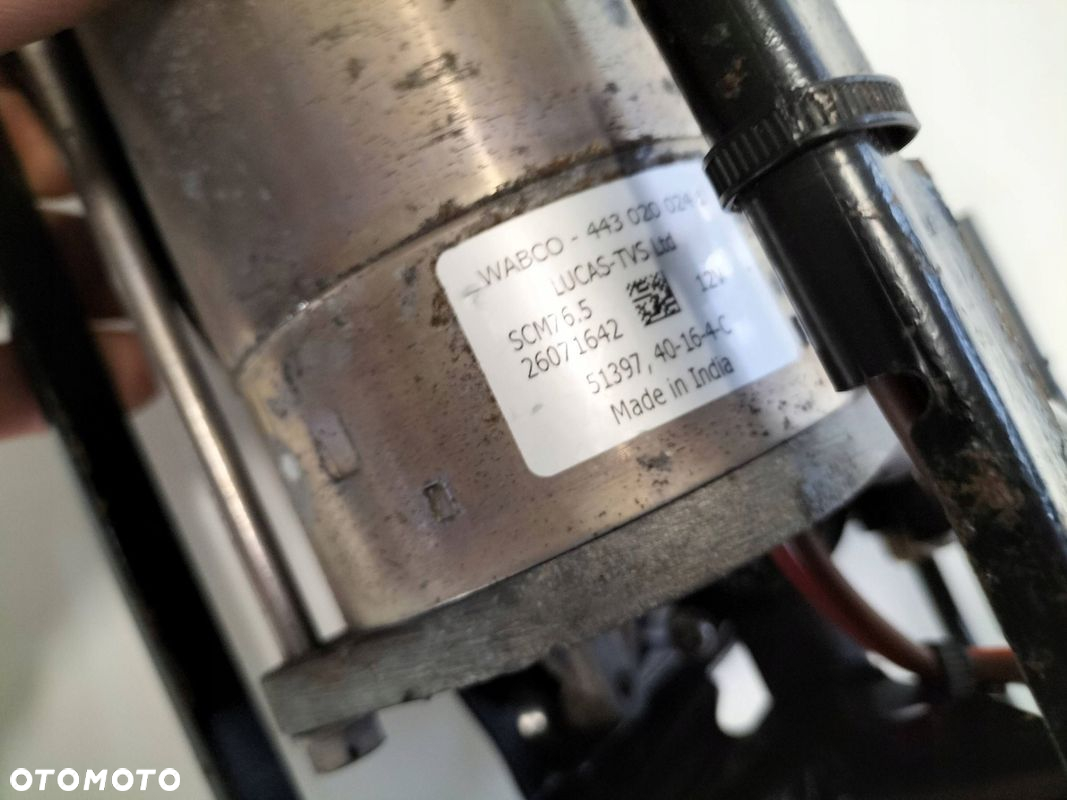 WABCO - 443 020 024
LUCAS-TVS Ltd
SCM76.5 12V
26071642
51397, 40-16-4-C
Made in India
OTOMOTO